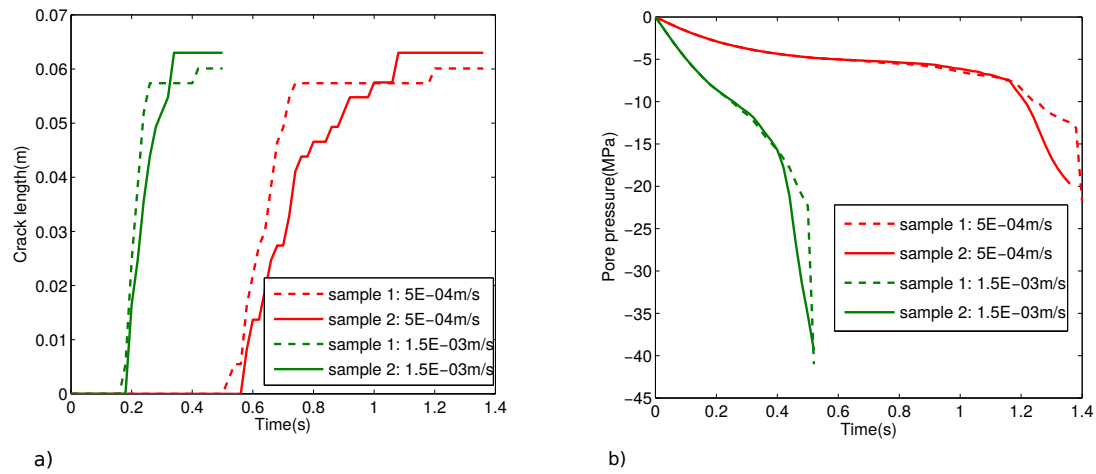 0.07
0.06
0.05
0.04
0.03
0.02
0.01
0
Crack length(m)
0 0.2 0.4 0.6 0.8 1 1.2 1.4
Time(s)
sample 1: 5E−04m/s
sample 2: 5E−04m/s
sample 1: 1.5E−03m/s
sample 2: 1.5E−03m/s
a)
0
−5
−10
−15
−20
−25
−30
−35
−40
−45
Pore pressure(MPa)
0 0.2 0.4 0.6 0.8 1 1.2 1.4
Time(s)
sample 1: 5E−04m/s
sample 2: 5E−04m/s
sample 1: 1.5E−03m/s
sample 2: 1.5E−03m/s
b)